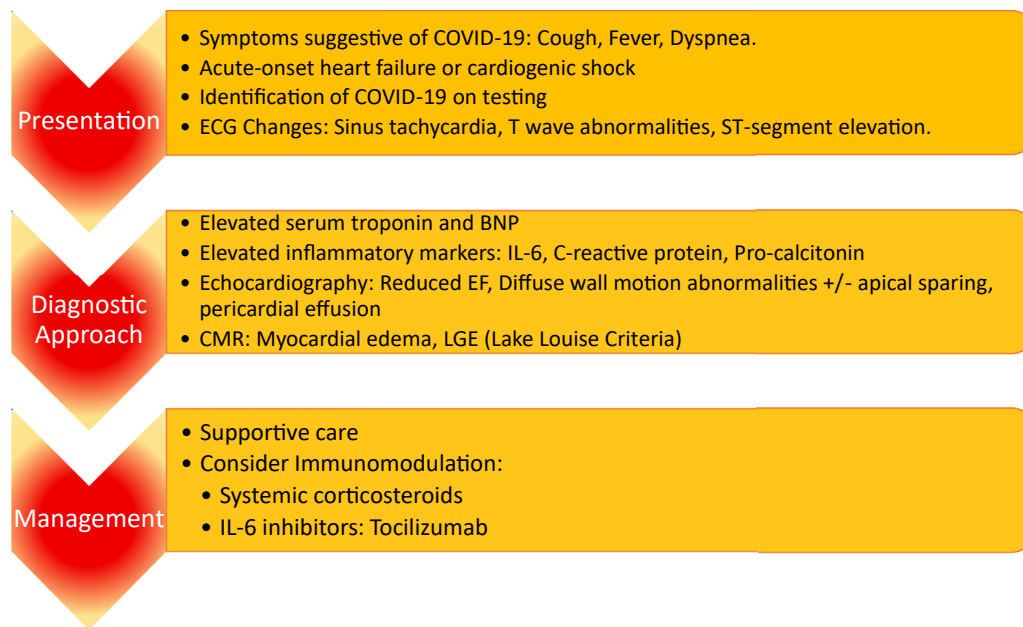 Presentation
• Symptoms suggestive of COVID-19: Cough, Fever, Dyspnea.
• Acute-onset heart failure or cardiogenic shock
• Identification of COVID-19 on testing
• ECG Changes: Sinus tachycardia, T wave abnormalities, ST-segment elevation.
Diagnostic
Approach
• Elevated serum troponin and BNP
• Elevated inflammatory markers: IL-6, C-reactive protein, Pro-calcitonin
• Echocardiography: Reduced EF, Diffuse wall motion abnormalities +/- apical sparing,
pericardial effusion
• CMR: Myocardial edema, LGE (Lake Louise Criteria)
Management
• Supportive care
• Consider Immunomodulation:
• Systemic corticosteroids
• IL-6 inhibitors: Tocilizumab